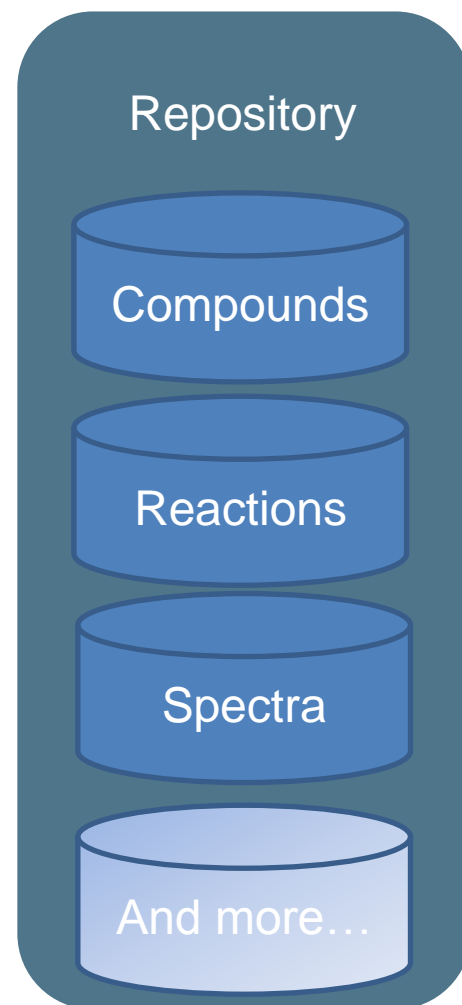 Repository
Compounds
Reactions
Spectra
And more…